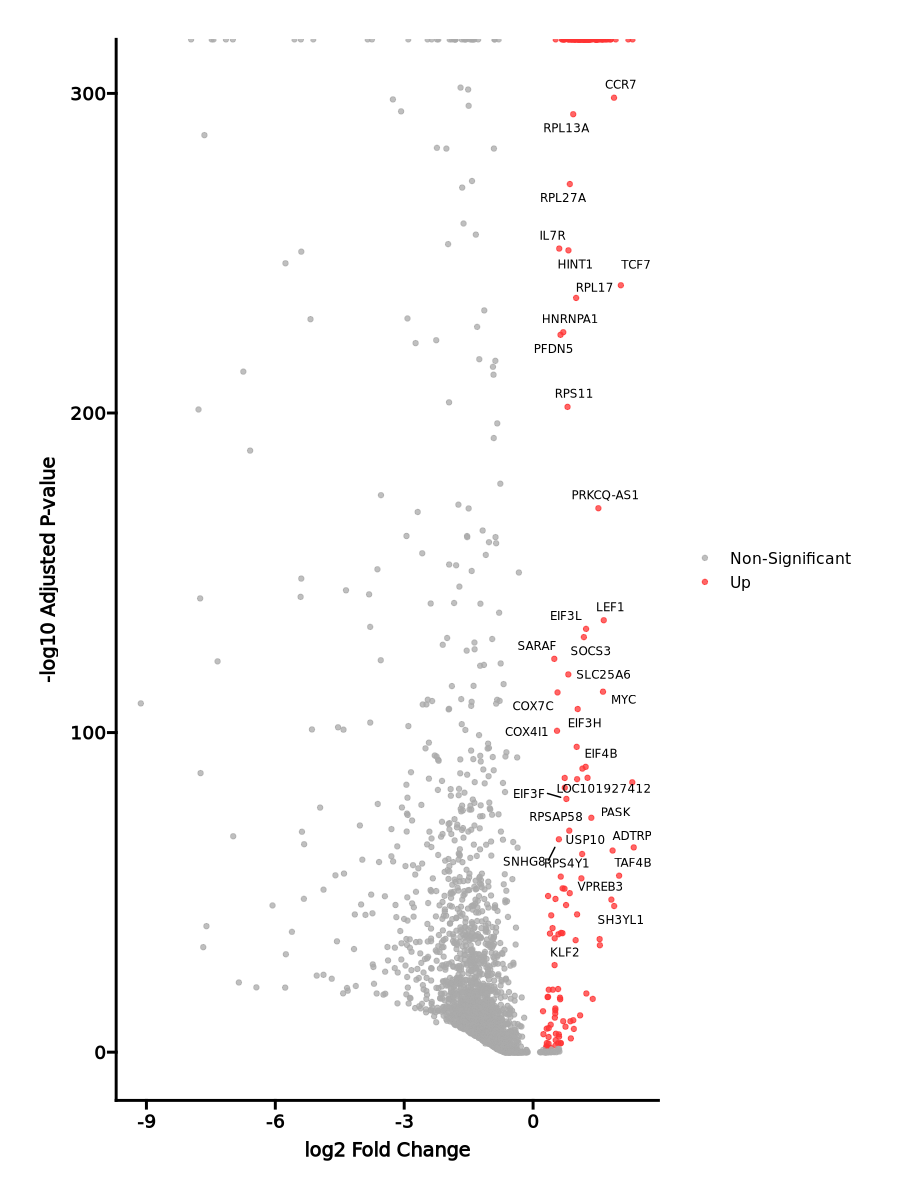 300
200
100
0
-9
-6
-3
0
log2 Fold Change
-log10 Adjusted P-value
CCR7
RPL13A
RPL27A
IL7R
HINT1
TCF7
RPL17
HNRNPA1
PFDN5
RPS11
PRKCQ-AS1
LEF1
EIF3L
SOCS3
SARAF
SLC25A6
MYC
COX7C
EIF3H
COX4I1
EIF4B
LOC101927412
EIF3F
PASK
RPSAP58
USP10
ADTRP
SNHG8
RPS4Y1
TAF4B
VPREB3
SH3YL1
KLF2
Non-Significant
Up